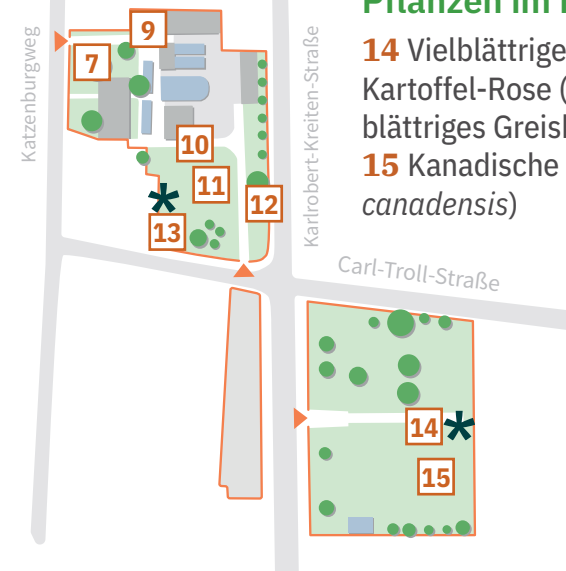 Pflanzen im
14 Vielblättrige
Kartoffel-Rose (
blättriges Greisk
15 Kanadische
canadensis)
Katzenburgweg
Karlrobert-Kreiten-Straße
Carl-Troll-Straße
9
7
10
11
12
*
13
14 *
15